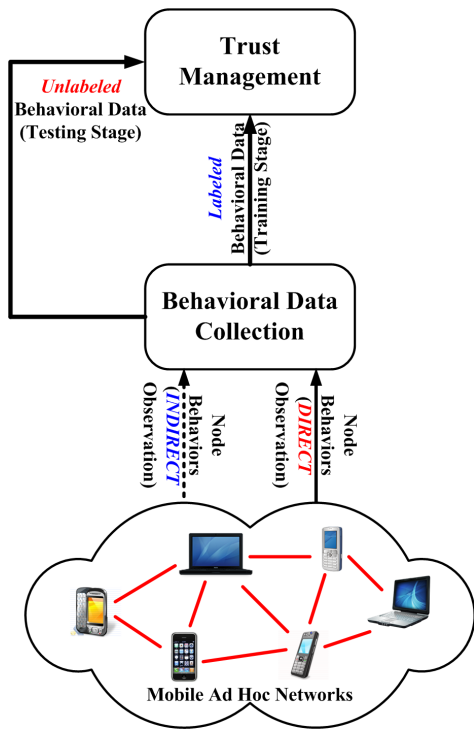 Trust
Management
Unlabeled
Behavioral Data
(Testing Stage)
Labeled
Behavioral Data
(Training Stage)
Behavioral Data
Collection
Node
Behaviors
(INDIRECT
Observation)
Node
Behaviors
(DIRECT
Observation)
Mobile Ad Hoc Networks